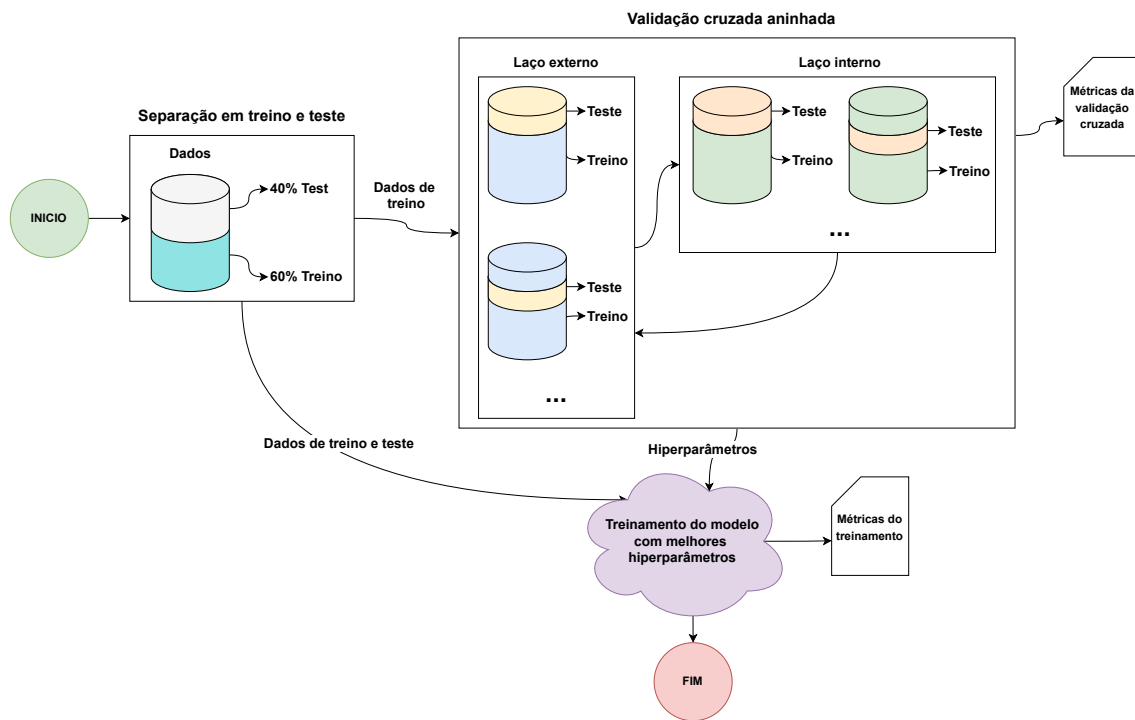 Validação cruzada aninhada
Laço externo
Laço interno
Separação em treino e teste
Dados
40% Test
60% Treino
INICIO
Dados de
treino
Teste
Treino
Teste
Treino
...
Teste
Treino
Teste
Treino
...
Métricas da
validação
cruzada
Dados de treino e teste
Hiperparâmetros
Treinamento do modelo
com melhores
hiperparâmetros
Métricas do
treinamento
FIM